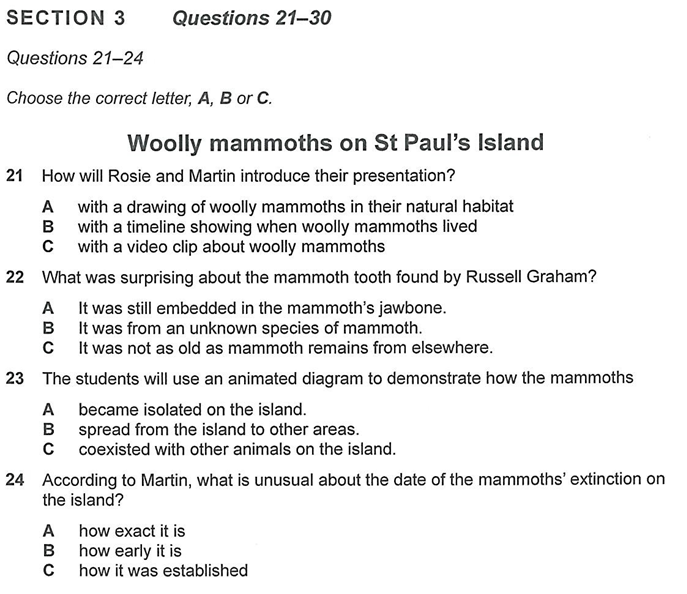 SECTION 3 Questions 21–30
Questions 21–24
Choose the correct letter, A, B or C.
Woolly mammoths on St Paul's Island
21 How will Rosie and Martin introduce their presentation?
A with a drawing of woolly mammoths in their natural habitat
B with a timeline showing when woolly mammoths lived
C with a video clip about woolly mammoths
22 What was surprising about the mammoth tooth found by Russell Graham?
A It was still embedded in the mammoth's jawbone.
B It was from an unknown species of mammoth.
C It was not as old as mammoth remains from elsewhere.
23 The students will use an animated diagram to demonstrate how the mammoths
A became isolated on the island.
B spread from the island to other areas.
C coexisted with other animals on the island.
24 According to Martin, what is unusual about the date of the mammoths' extinction on
the island?
A how exact it is
B how early it is
C how it was established